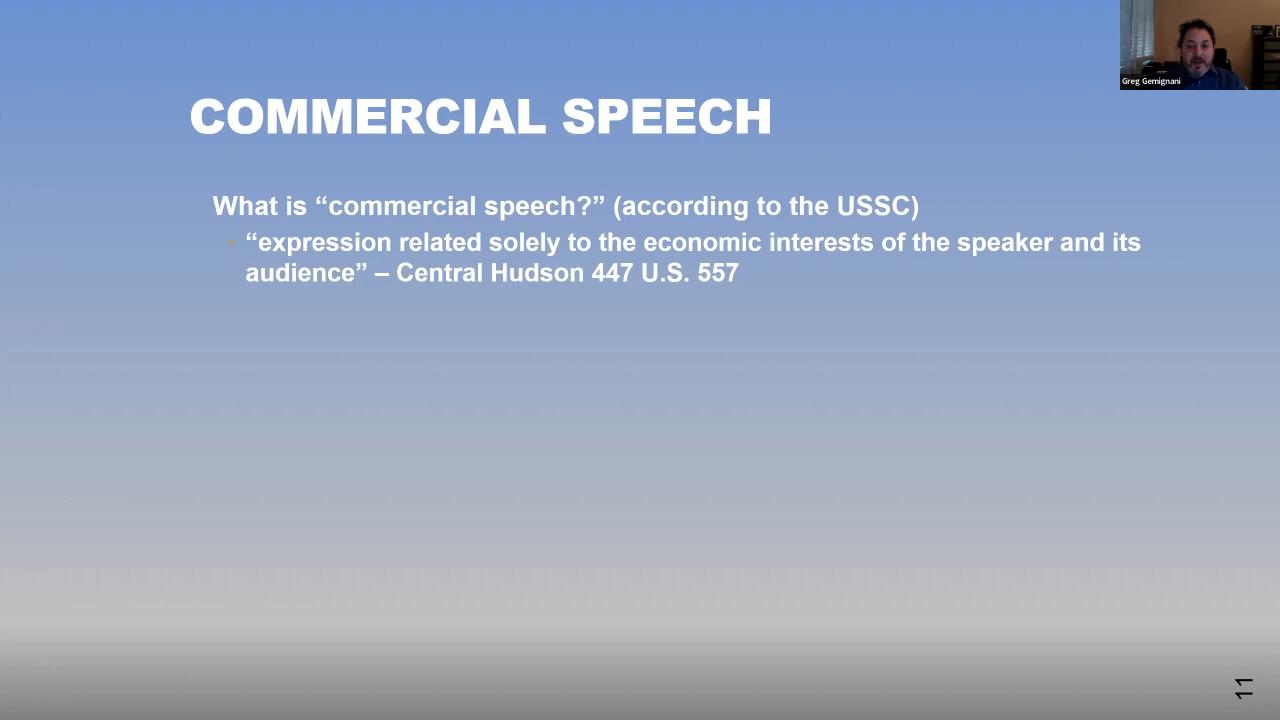 Greg Gemignani
COMMERCIAL SPEECH
What is “commercial speech?” (according to the USSC)
“expression related solely to the economic interests of the speaker and its
audience” – Central Hudson 447 U.S. 557
11